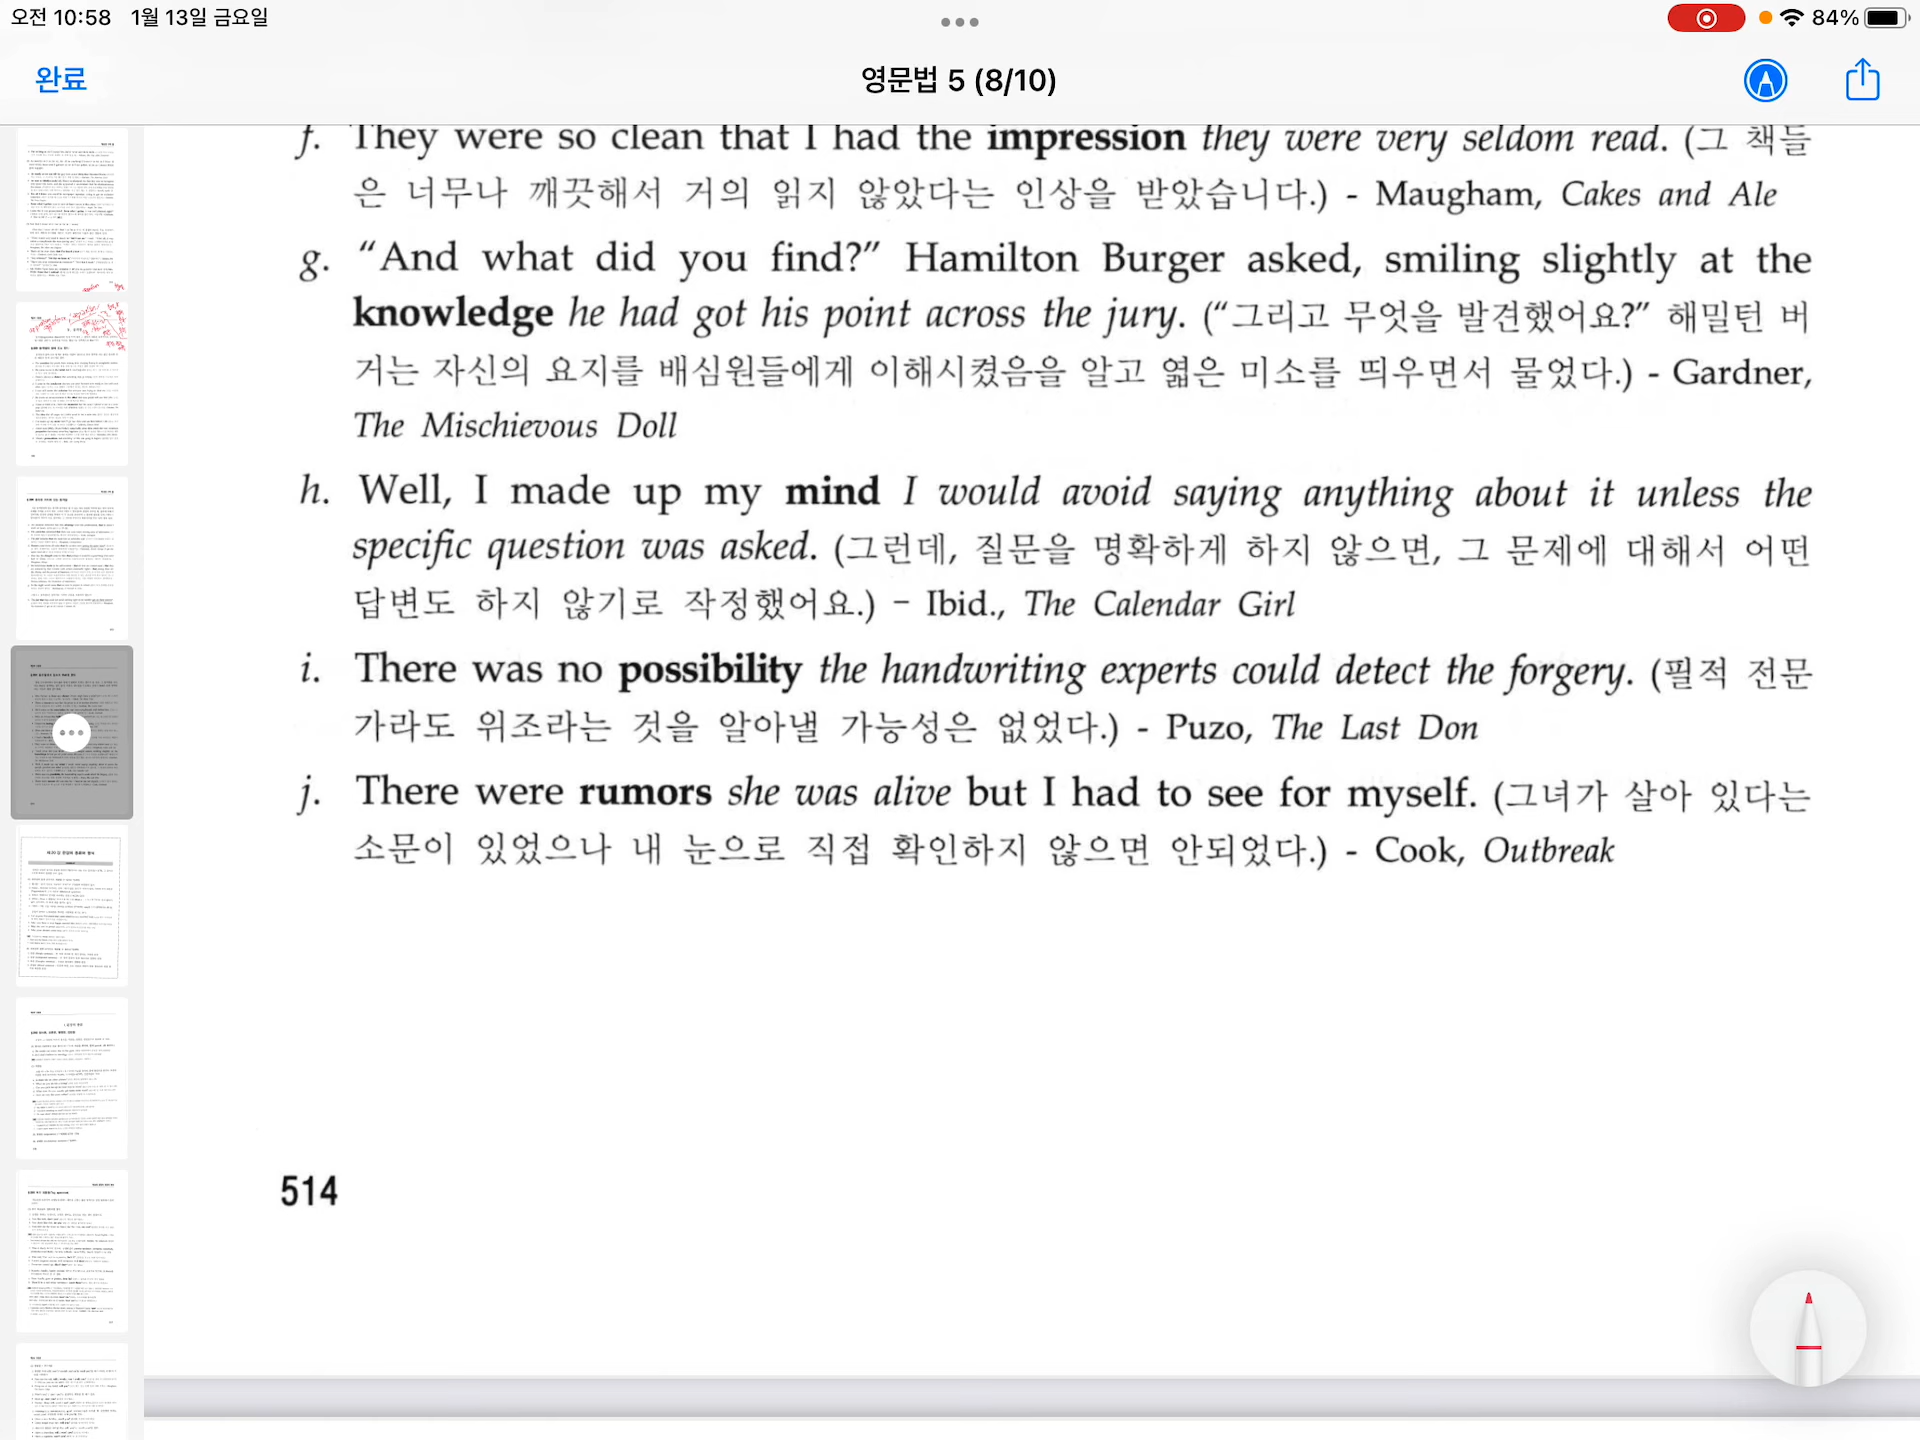 오전 10:58 1월 13일 금요일
84%
완료
영문법 5 (8/10)
f. They were so clean that I had the impression they were very seldom read. (그 책들
은 너무나 깨끗해서 거의 읽지 않았다는 인상을 받았습니다.) - Maugham, Cakes and Ale
g. “And what did you find?” Hamilton Burger asked, smiling slightly at the
knowledge he had got his point across the jury. (“그리고 무엇을 발견했어요?” 해밀턴 버
거는 자신의 요지를 배심원들에게 이해시켰음을 알고 엷은 미소를 띄우면서 물었다.) - Gardner,
The Mischievous Doll
h. Well, I made up my mind I would avoid saying anything about it unless the
specific question was asked. (그런데, 질문을 명확하게 하지 않으면, 그 문제에 대해서 어떤
답변도 하지 않기로 작정했어요.) – Ibid., The Calendar Girl
i. There was no possibility the handwriting experts could detect the forgery. (필적 전문
가라도 위조라는 것을 알아낼 가능성은 없었다.) - Puzo, The Last Don
j. There were rumors she was alive but I had to see for myself. (그녀가 살아 있다는
소문이 있었으나 내 눈으로 직접 확인하지 않으면 안되었다.) - Cook, Outbreak
514